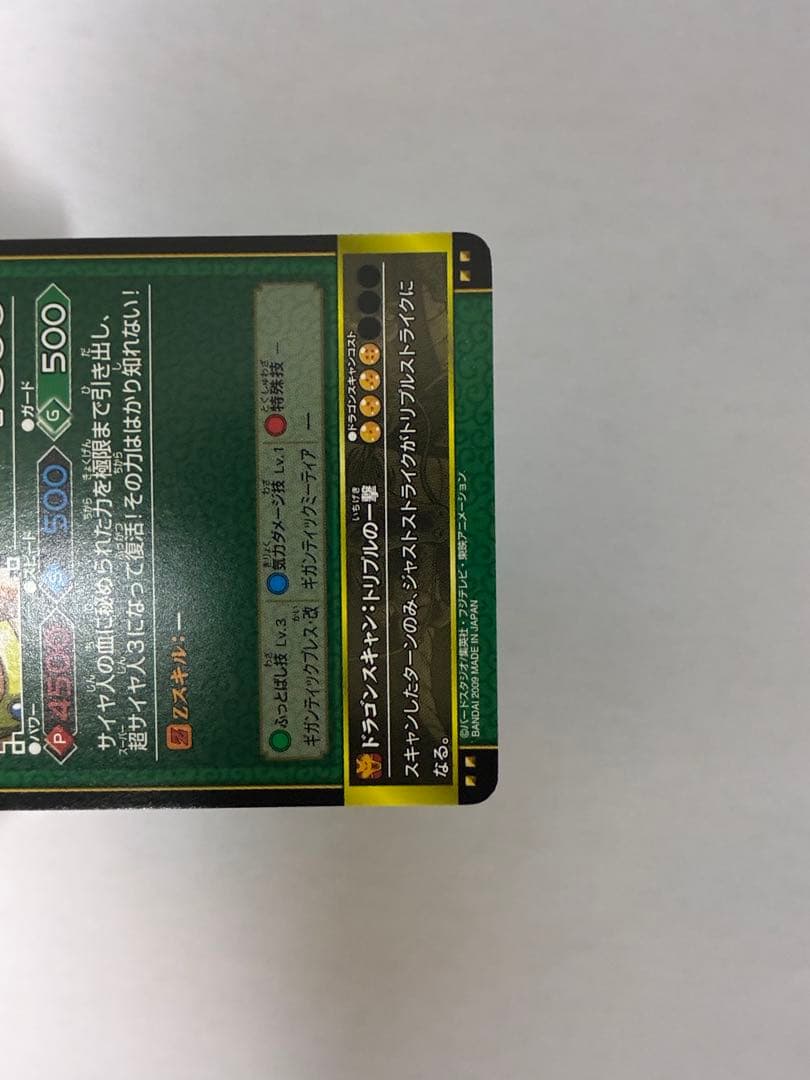 ●パワー ●スピード ●ガード
P 4500 S 500 G 500
サイヤ人の血に秘められた力を極限まで引き出し、
超サイヤ人3になって復活!その力ははかり知れない!
Zスキル:ー
ふっとばし技 Lv.3 気力ダメージ技 Lv.1 特殊技 ー
ギガンティックプレス・改 ギガンティックミーティア ー
●ドラゴンスキャンコスト
ドラゴンスキャン:トリプルの一撃
スキャンしたターンのみ、ジャストストライクがトリプルストライクに
なる。
©バードスタジオ/集英社・フジテレビ・東映アニメーション
BANDAI 2009 MADE IN JAPAN